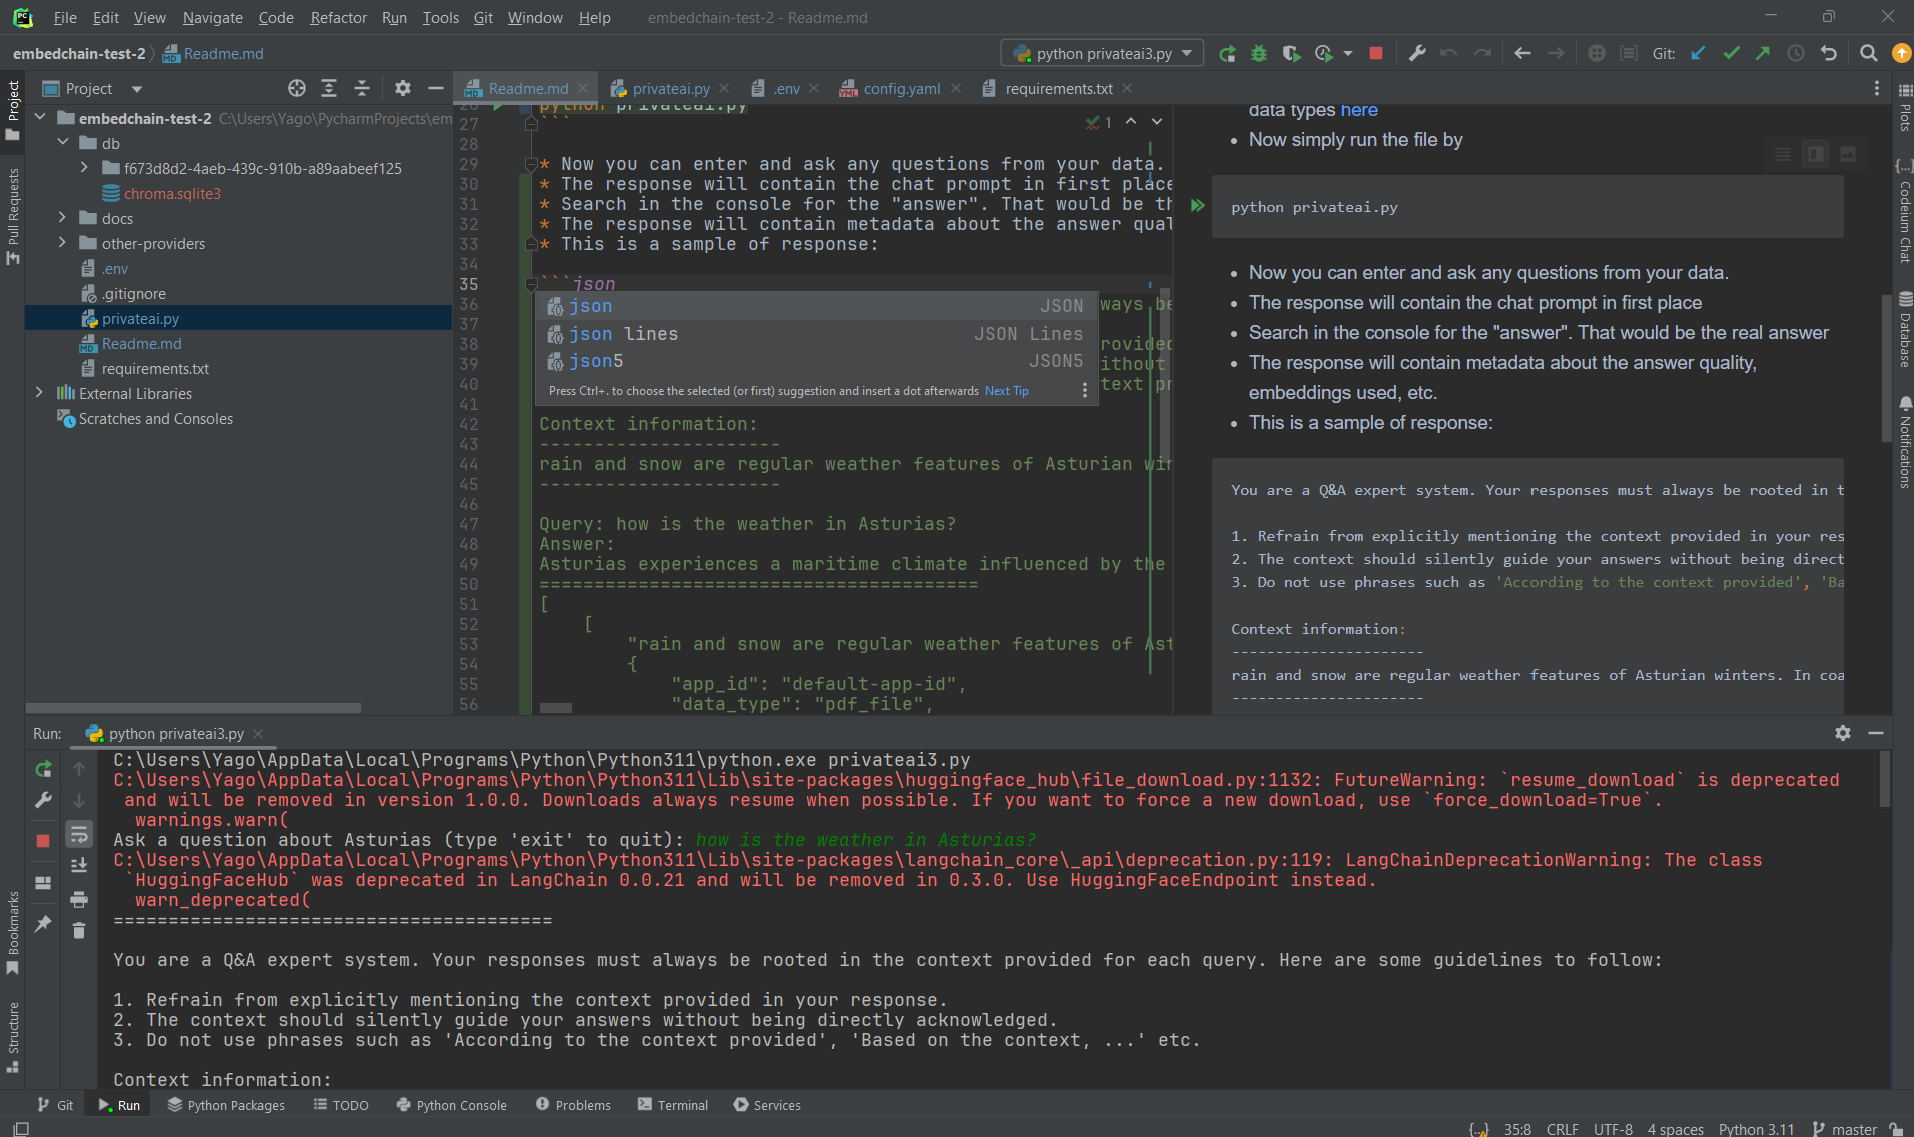 File Edit View Navigate Code Refactor Run Tools Git Window Help embedchain-test-2 - Readme.md
embedchain-test-2 Readme.md python privateai3.py Git:
Project
Readme.md privateai.py .env config.yaml requirements.txt
embedchain-test-2 C:\Users\Yago\PycharmProjects\em
db
f673d8d2-4aeb-439c-910b-a89aabeef125
chroma.sqlite3
docs
other-providers
.env
.gitignore
privateai.py
Readme.md
requirements.txt
External Libraries
Scratches and Consoles
Project
Pull Requests
Bookmarks
Structure
26 python privateai.py
27 ```
28
29 * Now you can enter and ask any questions from your data.
30 * The response will contain the chat prompt in first place
31 * Search in the console for the "answer". That would be th
32 * The response will contain metadata about the answer qual
33 * This is a sample of response:
34
35 ```json
36 ways be
37
38 rovided
39 ithout
40 text pr
41
42 Context information:
43 ----------------------
44 rain and snow are regular weather features of Asturian win
45 ----------------------
46
47 Query: how is the weather in Asturias?
48 Answer:
49 Asturias experiences a maritime climate influenced by the
50 ========================================
51 [
52 [
53 "rain and snow are regular weather features of Ast
54 {
55 "app_id": "default-app-id",
56 "data_type": "pdf_file",
1
json JSON
json lines JSON Lines
json5 JSON5
Press Ctrl+. to choose the selected (or first) suggestion and insert a dot afterwards Next Tip
data types here
• Now simply run the file by
python privateai.py
• Now you can enter and ask any questions from your data.
• The response will contain the chat prompt in first place
• Search in the console for the "answer". That would be the real answer
• The response will contain metadata about the answer quality,
embeddings used, etc.
• This is a sample of response:
You are a Q&A expert system. Your responses must always be rooted in t
1. Refrain from explicitly mentioning the context provided in your res
2. The context should silently guide your answers without being direct
3. Do not use phrases such as 'According to the context provided', 'Ba
Context information:
----------------------
rain and snow are regular weather features of Asturian winters. In coa
----------------------
Plots
Codeium Chat
Database
Notifications
Run: python privateai3.py
C:\Users\Yago\AppData\Local\Programs\Python\Python311\python.exe privateai3.py
C:\Users\Yago\AppData\Local\Programs\Python\Python311\Lib\site-packages\huggingface_hub\file_download.py:1132: FutureWarning: `resume_download` is deprecated
and will be removed in version 1.0.0. Downloads always resume when possible. If you want to force a new download, use `force_download=True`.
warnings.warn(
Ask a question about Asturias (type 'exit' to quit): how is the weather in Asturias?
C:\Users\Yago\AppData\Local\Programs\Python\Python311\Lib\site-packages\langchain_core\_api\deprecation.py:119: LangChainDeprecationWarning: The class
`HuggingFaceHub` was deprecated in LangChain 0.0.21 and will be removed in 0.3.0. Use HuggingFaceEndpoint instead.
warn_deprecated(
========================================
You are a Q&A expert system. Your responses must always be rooted in the context provided for each query. Here are some guidelines to follow:
1. Refrain from explicitly mentioning the context provided in your response.
2. The context should silently guide your answers without being directly acknowledged.
3. Do not use phrases such as 'According to the context provided', 'Based on the context, ...' etc.
Context information:
Git Run Python Packages TODO Python Console Problems Terminal Services
35:8 CRLF UTF-8 4 spaces Python 3.11 master